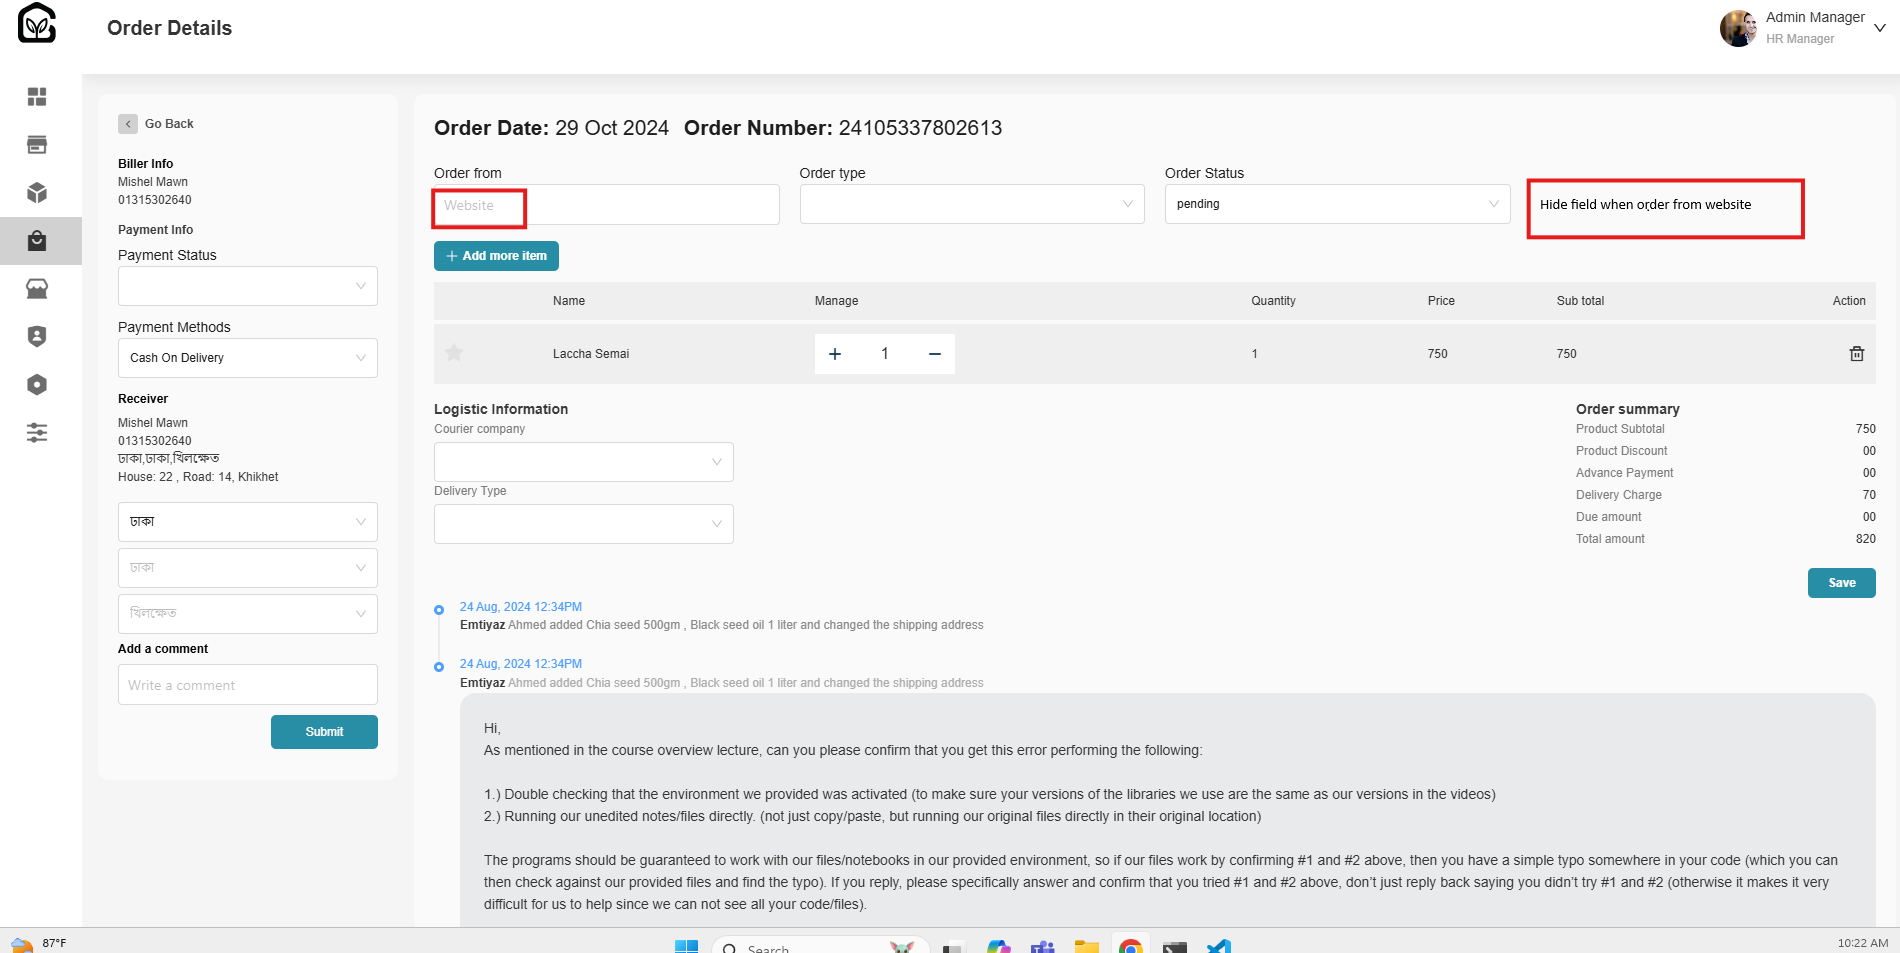 Order Details
Admin Manager
HR Manager
Go Back
Biller Info
Mishel Mawn
01315302640
Payment Info
Payment Status
Payment Methods
Cash On Delivery
Receiver
Mishel Mawn
01315302640
ঢাকা,ঢাকা,খিলক্ষেত
House: 22 , Road: 14, Khikhet
ঢাকা
ঢাকা
খিলক্ষেত
Add a comment
Write a comment
Submit
Order Date: 29 Oct 2024 Order Number: 24105337802613
Order from
Website
Order type
Order Status
pending
Hide field when order from website
+ Add more item
Name Manage Quantity Price Sub total Action
Laccha Semai + 1 − 1 750 750
Logistic Information
Courier company
Delivery Type
Order summary
Product Subtotal 750
Product Discount 00
Advance Payment 00
Delivery Charge 70
Due amount 00
Total amount 820
Save
24 Aug, 2024 12:34PM
Emtiyaz Ahmed added Chia seed 500gm , Black seed oil 1 liter and changed the shipping address
24 Aug, 2024 12:34PM
Emtiyaz Ahmed added Chia seed 500gm , Black seed oil 1 liter and changed the shipping address
Hi,
As mentioned in the course overview lecture, can you please confirm that you get this error performing the following:
1.) Double checking that the environment we provided was activated (to make sure your versions of the libraries we use are the same as our versions in the videos)
2.) Running our unedited notes/files directly. (not just copy/paste, but running our original files directly in their original location)
The programs should be guaranteed to work with our files/notebooks in our provided environment, so if our files work by confirming #1 and #2 above, then you have a simple typo somewhere in your code (which you can
then check against our provided files and find the typo). If you reply, please specifically answer and confirm that you tried #1 and #2 above, don't just reply back saying you didn't try #1 and #2 (otherwise it makes it very
difficult for us to help since we can not see all your code/files).
87°F
Search
10:22 AM